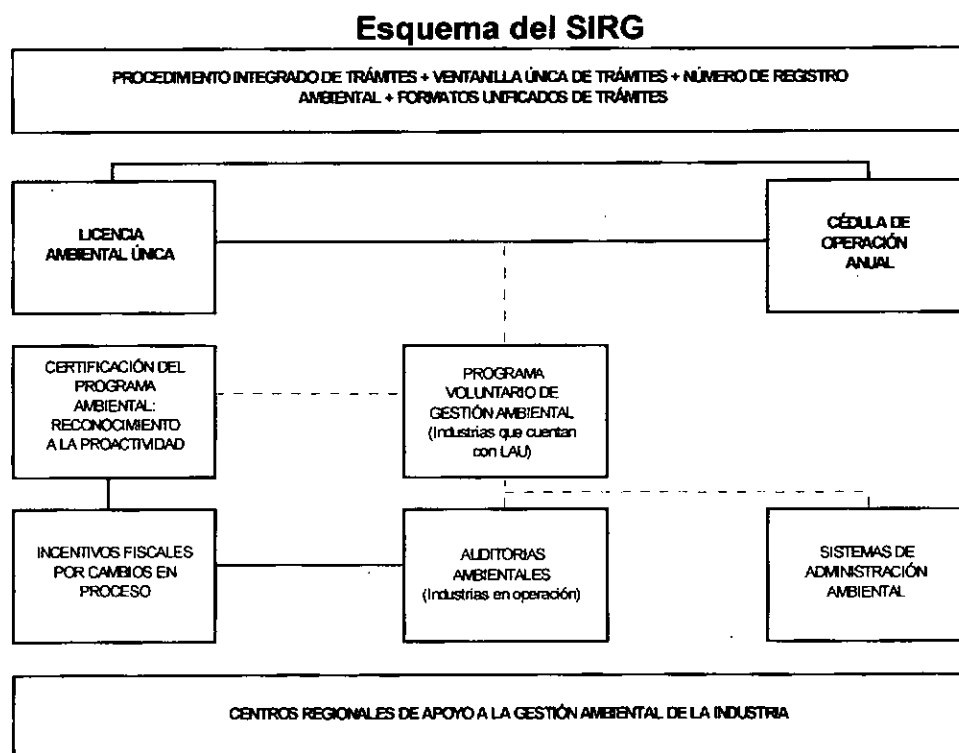 Esquema del SIRG
PROCEDIMIENTO INTEGRADO DE TRÁMITES + VENTANILLA ÚNICA DE TRÁMITES + NÚMERO DE REGISTRO
AMBIENTAL + FORMATOS UNIFICADOS DE TRÁMITES
LICENCIA
AMBIENTAL ÚNICA
CÉDULA DE
OPERACIÓN
ANUAL
CERTIFICACIÓN DEL
PROGRAMA
AMBIENTAL:
RECONOCIMIENTO
A LA PROACTIVIDAD
PROGRAMA
VOLUNTARIO DE
GESTIÓN AMBIENTAL
(Industrias que cuentan
con LAU)
INCENTIVOS FISCALES
POR CAMBIOS EN
PROCESO
AUDITORIAS
AMBIENTALES
(Industrias en operación)
SISTEMAS DE
ADMINISTRACIÓN
AMBIENTAL
CENTROS REGIONALES DE APOYO A LA GESTIÓN AMBIENTAL DE LA INDUSTRIA